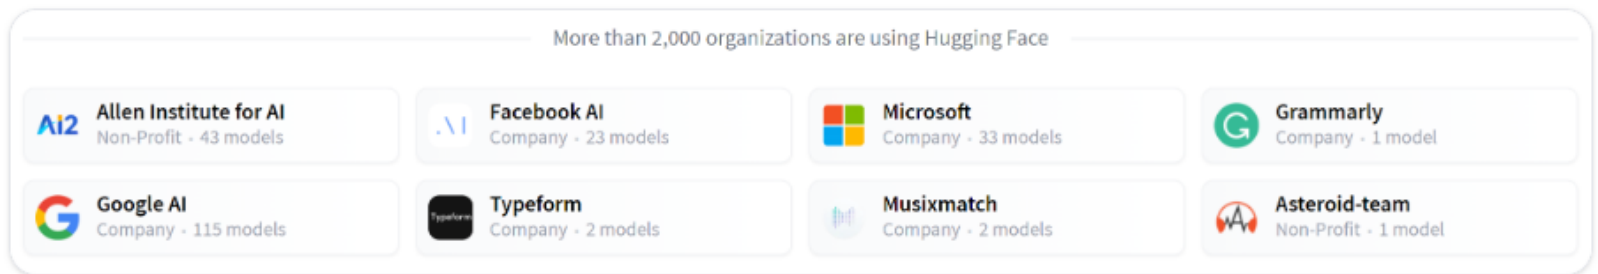 More than 2,000 organizations are using Hugging Face
Ai2 Allen Institute for AI
Non-Profit • 43 models
Facebook AI
Company • 23 models
Microsoft
Company • 33 models
Grammarly
Company • 1 model
Google AI
Company • 115 models
Typeform Typeform
Company • 2 models
Musixmatch
Company • 2 models
Asteroid-team
Non-Profit • 1 model